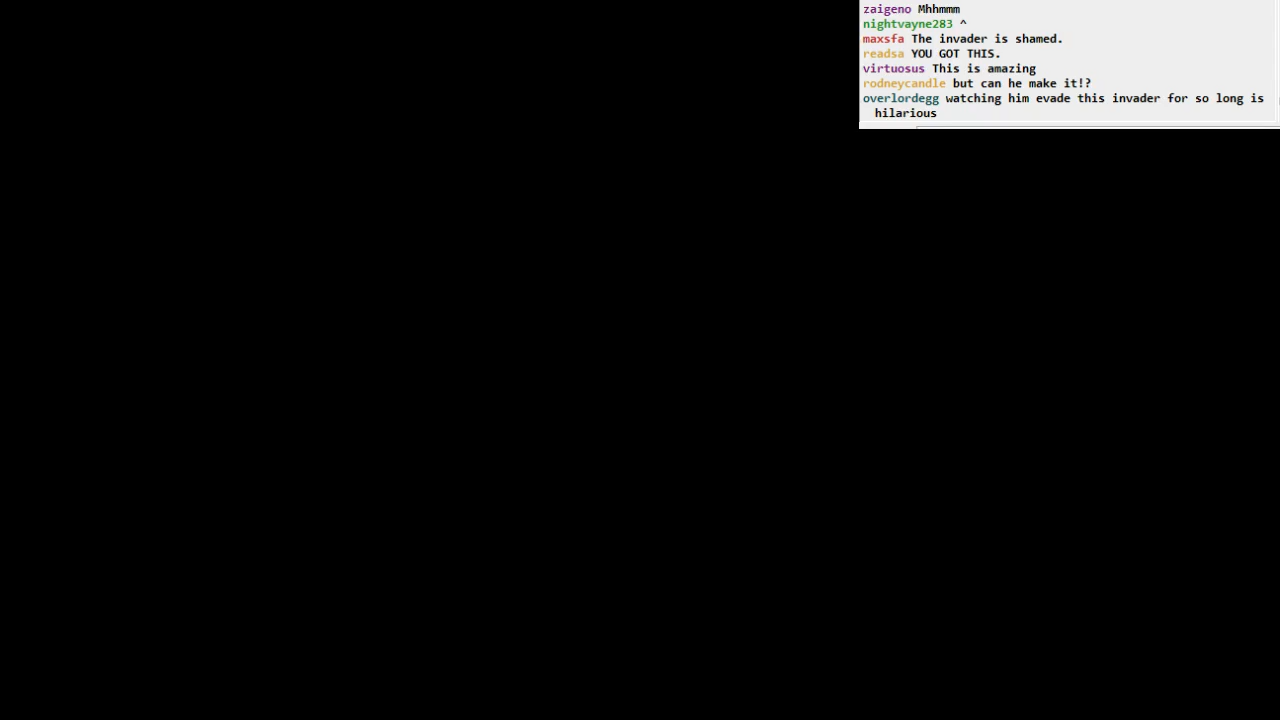 zaigeno Mhhmmm
nightvayne283 ^
maxsfa The invader is shamed.
readsa YOU GOT THIS.
virtuosus This is amazing
rodneycandle but can he make it!?
overlordegg watching him evade this invader for so long is
hilarious